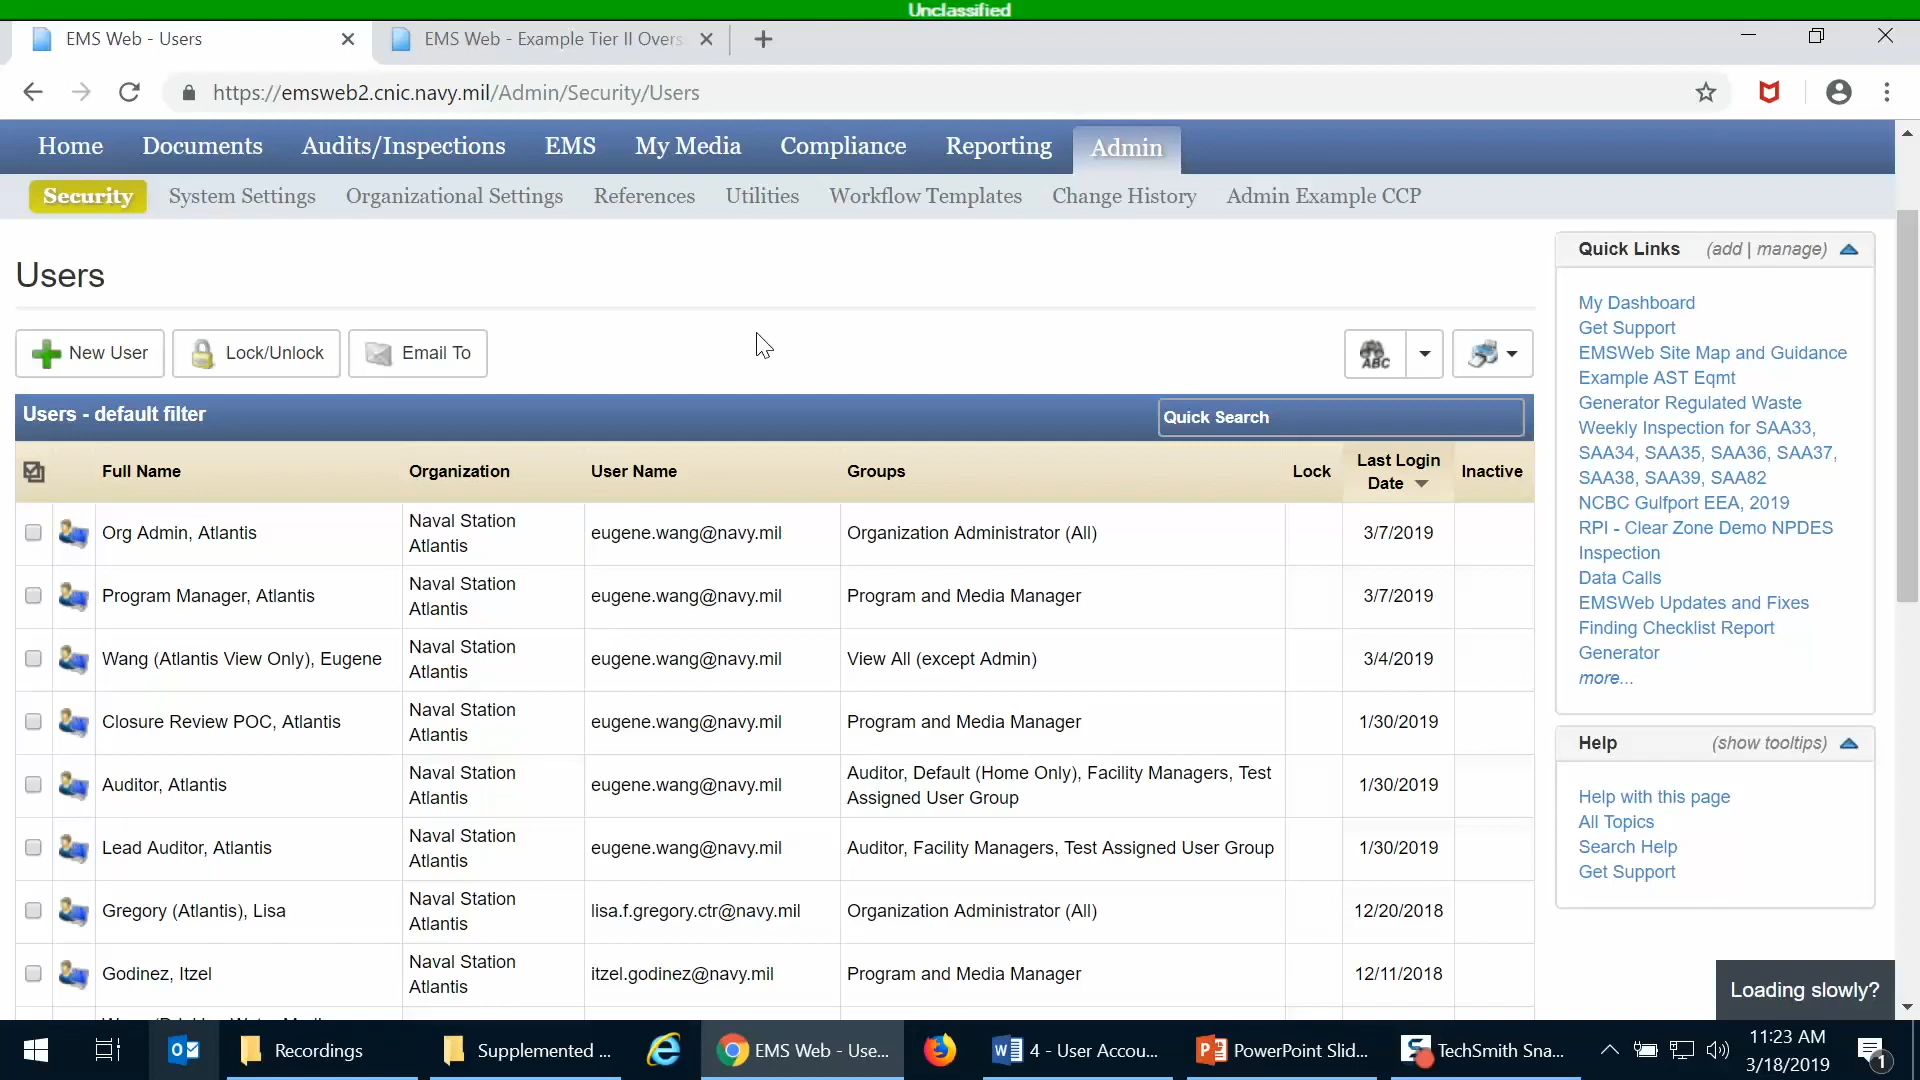 Unclassified
EMS Web - Users
EMS Web - Example Tier II Overs
https://emsweb2.cnic.navy.mil/Admin/Security/Users
Home Documents Audits/Inspections EMS My Media Compliance Reporting Admin
Security System Settings Organizational Settings References Utilities Workflow Templates Change History Admin Example CCP
Users
New User Lock/Unlock Email To
ABC
Users - default filter
Quick Search
Full Name Organization User Name Groups Lock Last Login Date Inactive
Org Admin, Atlantis Naval Station Atlantis eugene.wang@navy.mil Organization Administrator (All) 3/7/2019
Program Manager, Atlantis Naval Station Atlantis eugene.wang@navy.mil Program and Media Manager 3/7/2019
Wang (Atlantis View Only), Eugene Naval Station Atlantis eugene.wang@navy.mil View All (except Admin) 3/4/2019
Closure Review POC, Atlantis Naval Station Atlantis eugene.wang@navy.mil Program and Media Manager 1/30/2019
Auditor, Atlantis Naval Station Atlantis eugene.wang@navy.mil Auditor, Default (Home Only), Facility Managers, Test Assigned User Group 1/30/2019
Lead Auditor, Atlantis Naval Station Atlantis eugene.wang@navy.mil Auditor, Facility Managers, Test Assigned User Group 1/30/2019
Gregory (Atlantis), Lisa Naval Station Atlantis lisa.f.gregory.ctr@navy.mil Organization Administrator (All) 12/20/2018
Godinez, Itzel Naval Station Atlantis itzel.godinez@navy.mil Program and Media Manager 12/11/2018
Quick Links (add | manage)
My Dashboard
Get Support
EMSWeb Site Map and Guidance
Example AST Eqmt
Generator Regulated Waste
Weekly Inspection for SAA33,
SAA34, SAA35, SAA36, SAA37,
SAA38, SAA39, SAA82
NCBC Gulfport EEA, 2019
RPI - Clear Zone Demo NPDES
Inspection
Data Calls
EMSWeb Updates and Fixes
Finding Checklist Report
Generator
more...
Help (show tooltips)
Help with this page
All Topics
Search Help
Get Support
Loading slowly?
Recordings
Supplemented ...
EMS Web - Use...
4 - User Accou...
PowerPoint Slid...
TechSmith Sna...
11:23 AM
3/18/2019
1